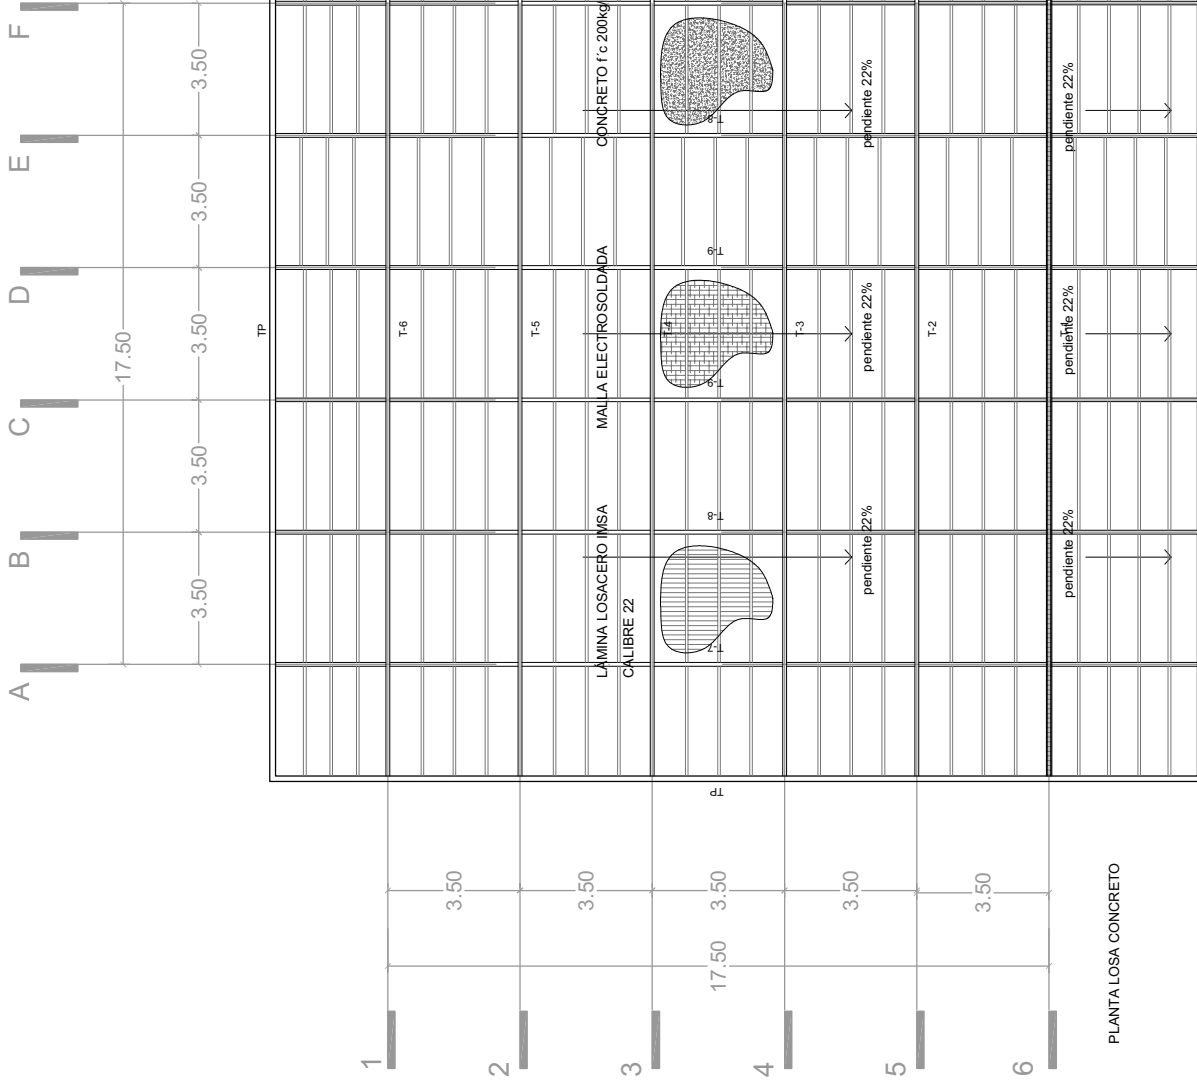 F
E
D
C
B
A
3.50
3.50
3.50
3.50
3.50
17.50
TP
T-6
T-5
T-4
T-3
T-2
T-1
CONCRETO f´c 200kg/
MALLA ELECTROSOLDADA
LÁMINA LOSACERO IMSA
CALIBRE 22
T-8
T-9
T-9
T-8
T-7
TP
pendiente 22%
pendiente 22%
pendiente 22%
pendiente 22%
pendiente 22%
pendiente 22%
3.50
3.50
3.50
3.50
3.50
17.50
1
2
3
4
5
6
PLANTA LOSA CONCRETO